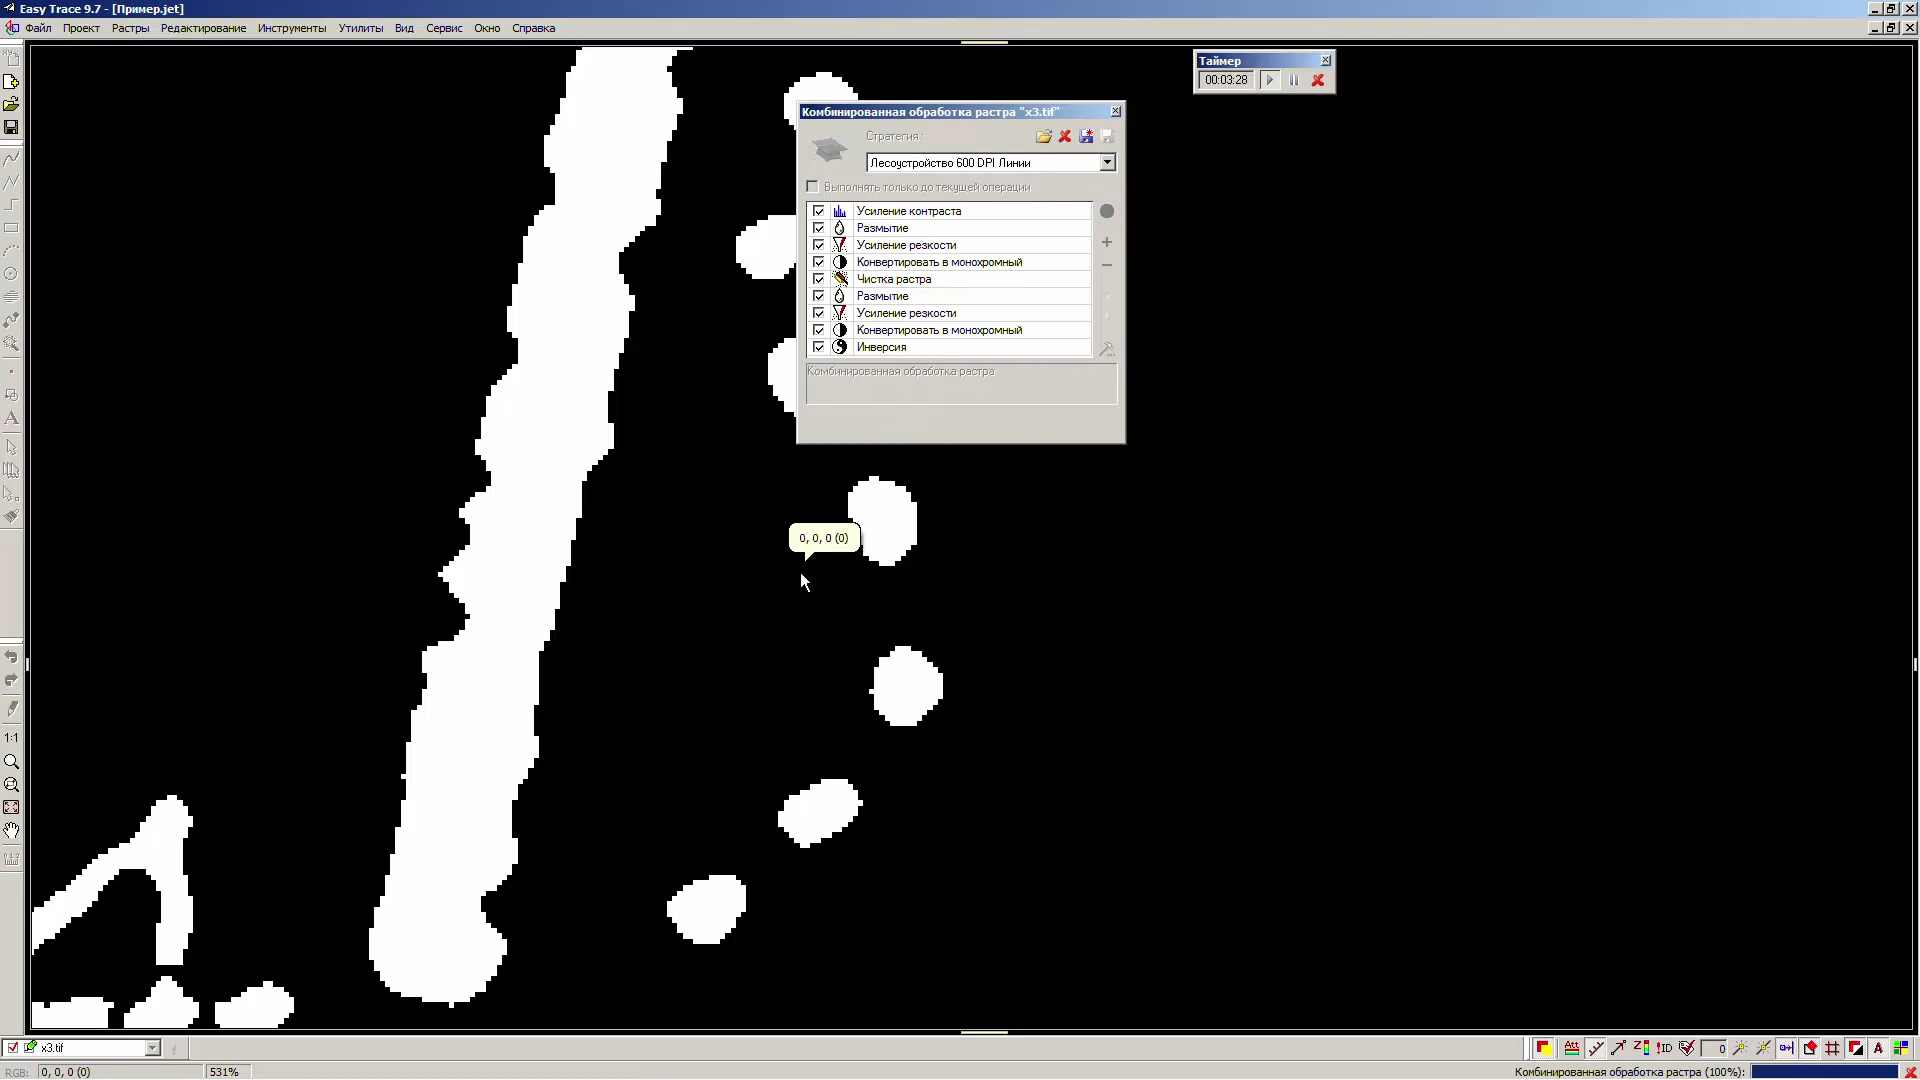 Easy Trace 9.7 - [Пример.jet]
Файл Проект Растры Редактирование Инструменты Утилиты Вид Сервис Окно Справка
Таймер
00:03:28
Комбинированная обработка растра "x3.tif"
Стратегия :
Лесоустройство 600 DPI Линии
Выполнять только до текущей операции
Усиление контраста
Размытие
Усиление резкости
Конвертировать в монохромный
Чистка растра
Размытие
Усиление резкости
Конвертировать в монохромный
Инверсия
Комбинированная обработка растра
0, 0, 0 (0)
1:1
x3.tif
Att
!ID
0
RGB: 0, 0, 0 (0) 531% Комбинированная обработка растра (100%):